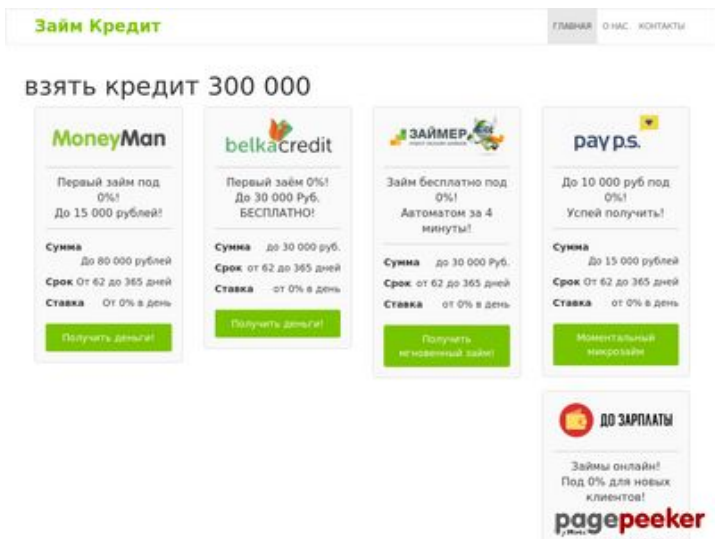 Займ Кредит
ГЛАВНАЯ О НАС КОНТАКТЫ
взять кредит 300 000
MoneyMan
Первый займ под
0%!
До 15 000 рублей!
Сумма
До 80 000 рублей
Срок От 62 до 365 дней
Ставка От 0% в день
Получить деньги!
belkacredit
Первый заём 0%!
До 30 000 Руб.
БЕСПЛАТНО!
Сумма до 30 000 руб.
Срок от 62 до 365 дней
Ставка от 0% в день
Получить деньги!
ЗАЙМЕР
Займ бесплатно под
0%!
Автоматом за 4
минуты!
Сумма до 30 000 Руб.
Срок от 62 до 365 дней
Ставка от 0% в день
Получить
мгновенный займ!
pay p.s.
До 10 000 руб под
0%!
Успей получить!
Сумма
До 15 000 рублей
Срок От 62 до 365 дней
Ставка от 0% в день
Моментальный
микрозайм
ДО ЗАРПЛАТЫ
Займы онлайн!
Под 0% для новых
клиентов!
pagepeeker